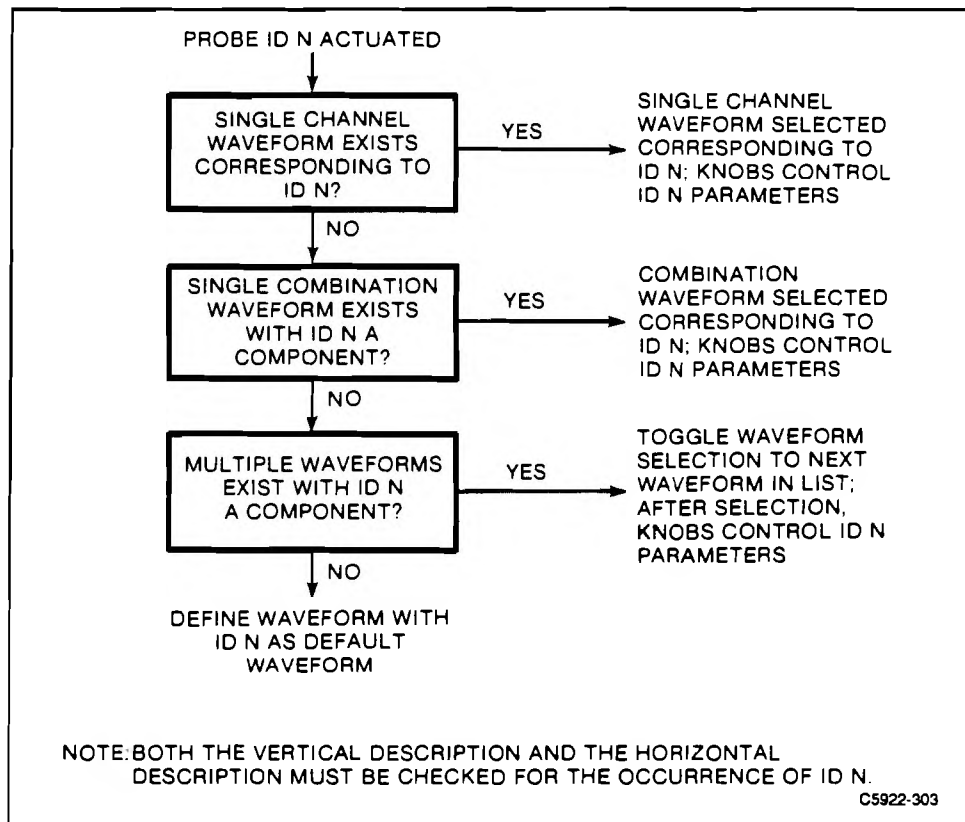 PROBE ID N ACTUATED
SINGLE CHANNEL
WAVEFORM EXISTS
CORRESPONDING TO
ID N?
YES
SINGLE CHANNEL
WAVEFORM SELECTED
CORRESPONDING TO
ID N; KNOBS CONTROL
ID N PARAMETERS
NO
SINGLE COMBINATION
WAVEFORM EXISTS
WITH ID N A
COMPONENT?
YES
COMBINATION
WAVEFORM SELECTED
CORRESPONDING TO
ID N; KNOBS CONTROL
ID N PARAMETERS
NO
MULTIPLE WAVEFORMS
EXIST WITH ID N
A COMPONENT?
YES
TOGGLE WAVEFORM
SELECTION TO NEXT
WAVEFORM IN LIST;
AFTER SELECTION,
KNOBS CONTROL ID N
PARAMETERS
NO
DEFINE WAVEFORM WITH
ID N AS DEFAULT
WAVEFORM
NOTE: BOTH THE VERTICAL DESCRIPTION AND THE HORIZONTAL
DESCRIPTION MUST BE CHECKED FOR THE OCCURRENCE OF ID N.
C5922-303